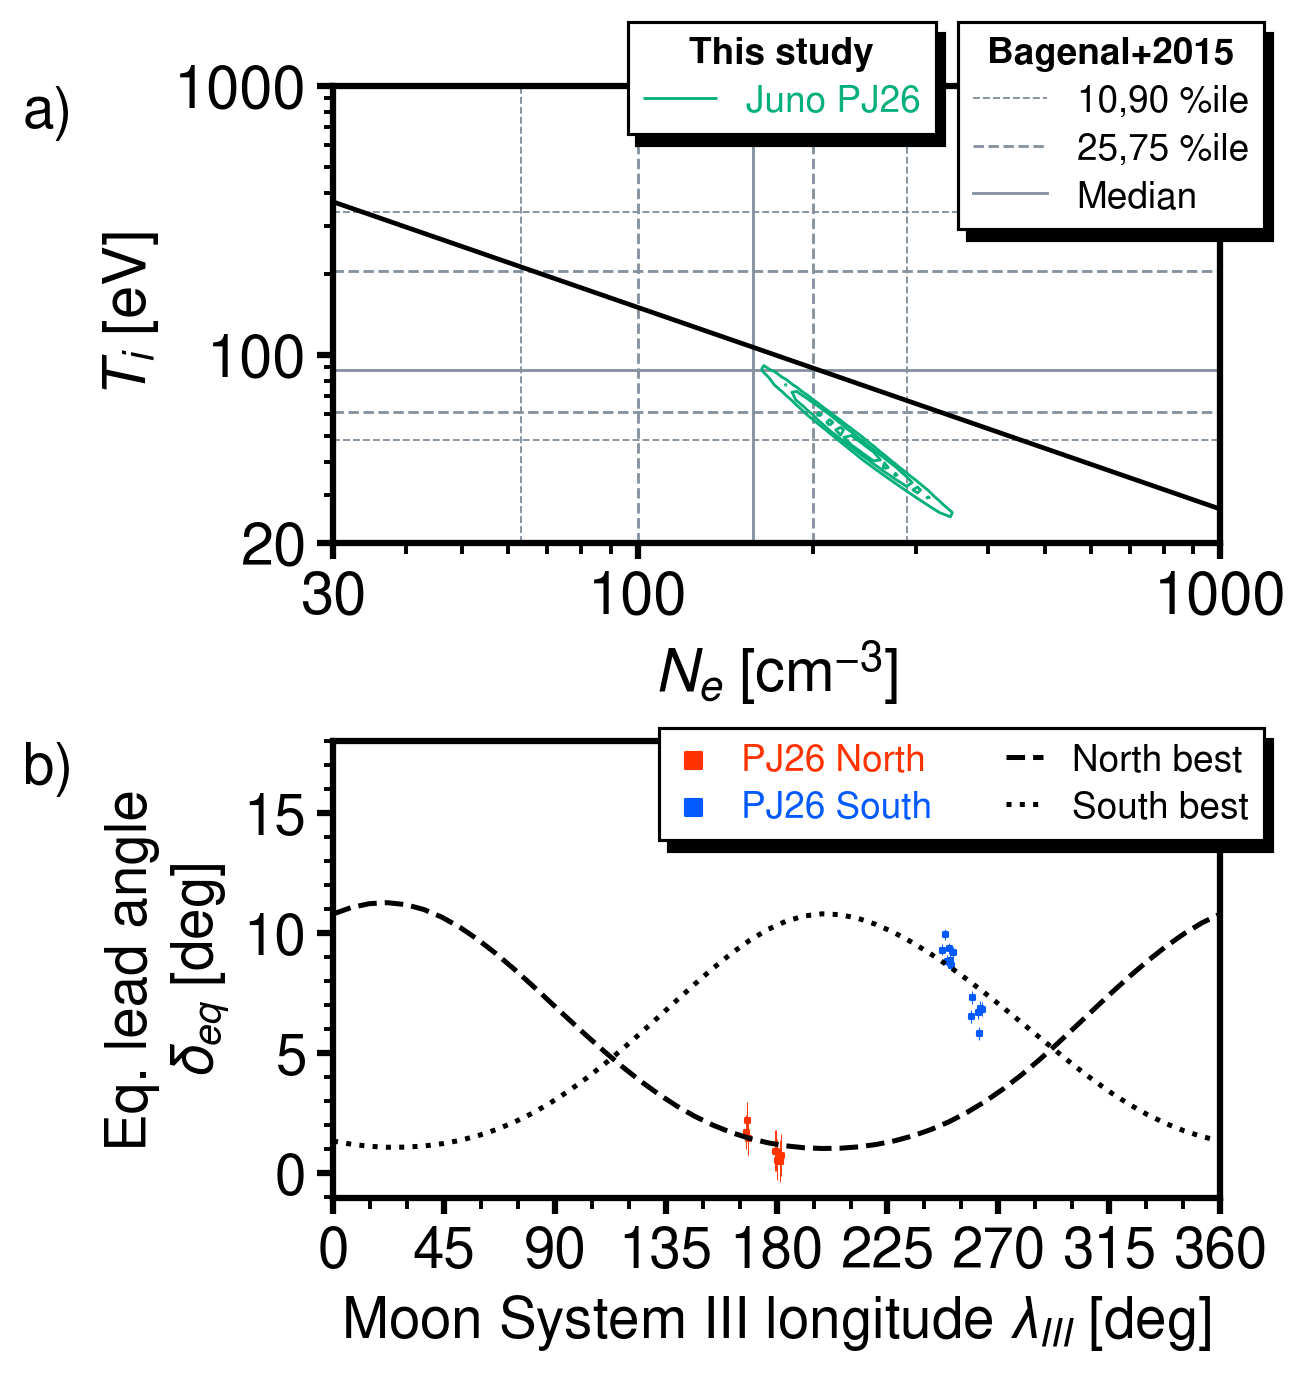 a)
This study
Juno PJ26
Bagenal+2015
10,90 %ile
25,75 %ile
Median
1000
100
20
T_i [eV]
30
100
1000
N_e [cm⁻³]
b)
PJ26 North
PJ26 South
North best
South best
15
10
5
0
Eq. lead angle
δ_eq [deg]
0 45 90 135 180 225 270 315 360
Moon System III longitude λ_III [deg]